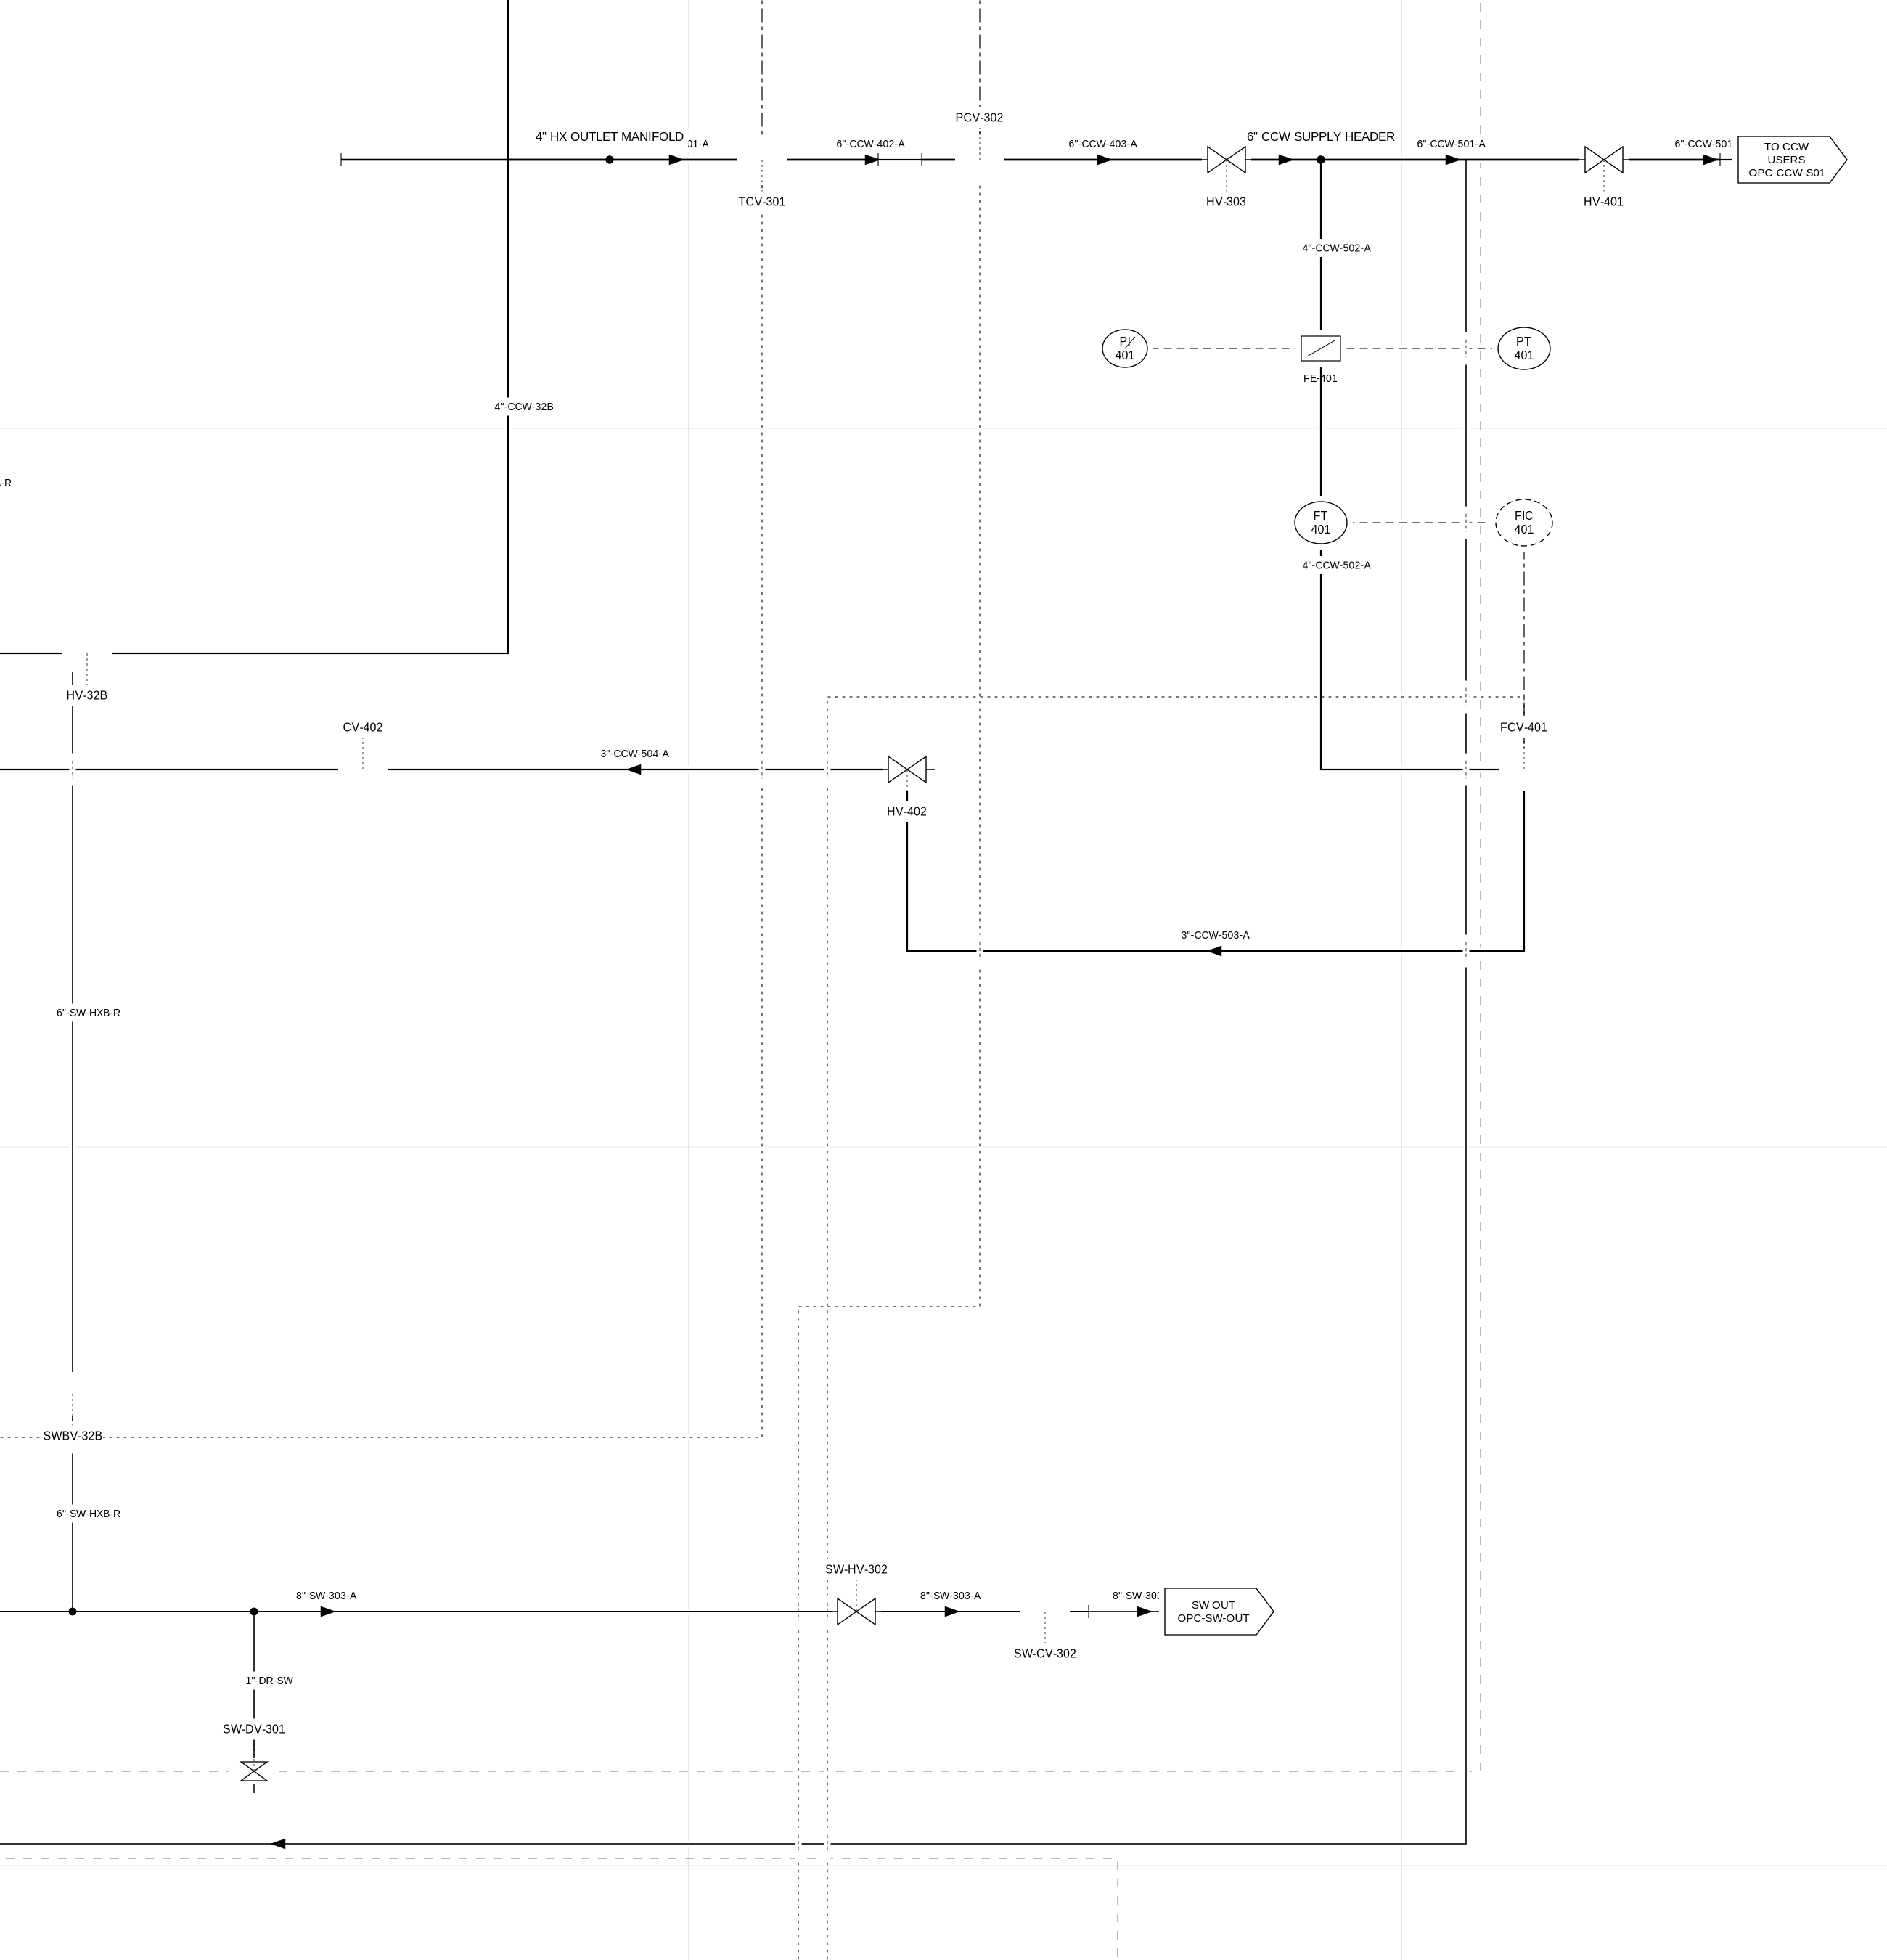 PCV-302
4" HX OUTLET MANIFOLD
01-A
6"-CCW-402-A
6"-CCW-403-A
6" CCW SUPPLY HEADER
6"-CCW-501-A
6"-CCW-501
TO CCW
USERS
OPC-CCW-S01
TCV-301
HV-303
HV-401
4"-CCW-502-A
PI
401
PT
401
FE-401
4"-CCW-32B
-R
FT
401
FIC
401
4"-CCW-502-A
HV-32B
CV-402
FCV-401
3"-CCW-504-A
HV-402
3"-CCW-503-A
6"-SW-HXB-R
SWBV-32B
6"-SW-HXB-R
SW-HV-302
8"-SW-303-A
8"-SW-303-A
8"-SW-303
SW OUT
OPC-SW-OUT
SW-CV-302
1"-DR-SW
SW-DV-301